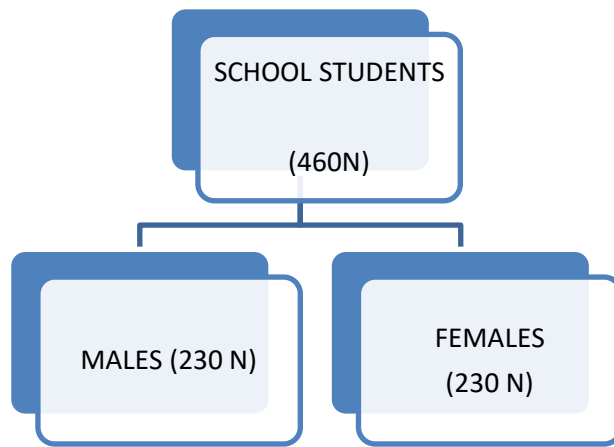 SCHOOL STUDENTS
(460N)
MALES (230 N)
FEMALES
(230 N)